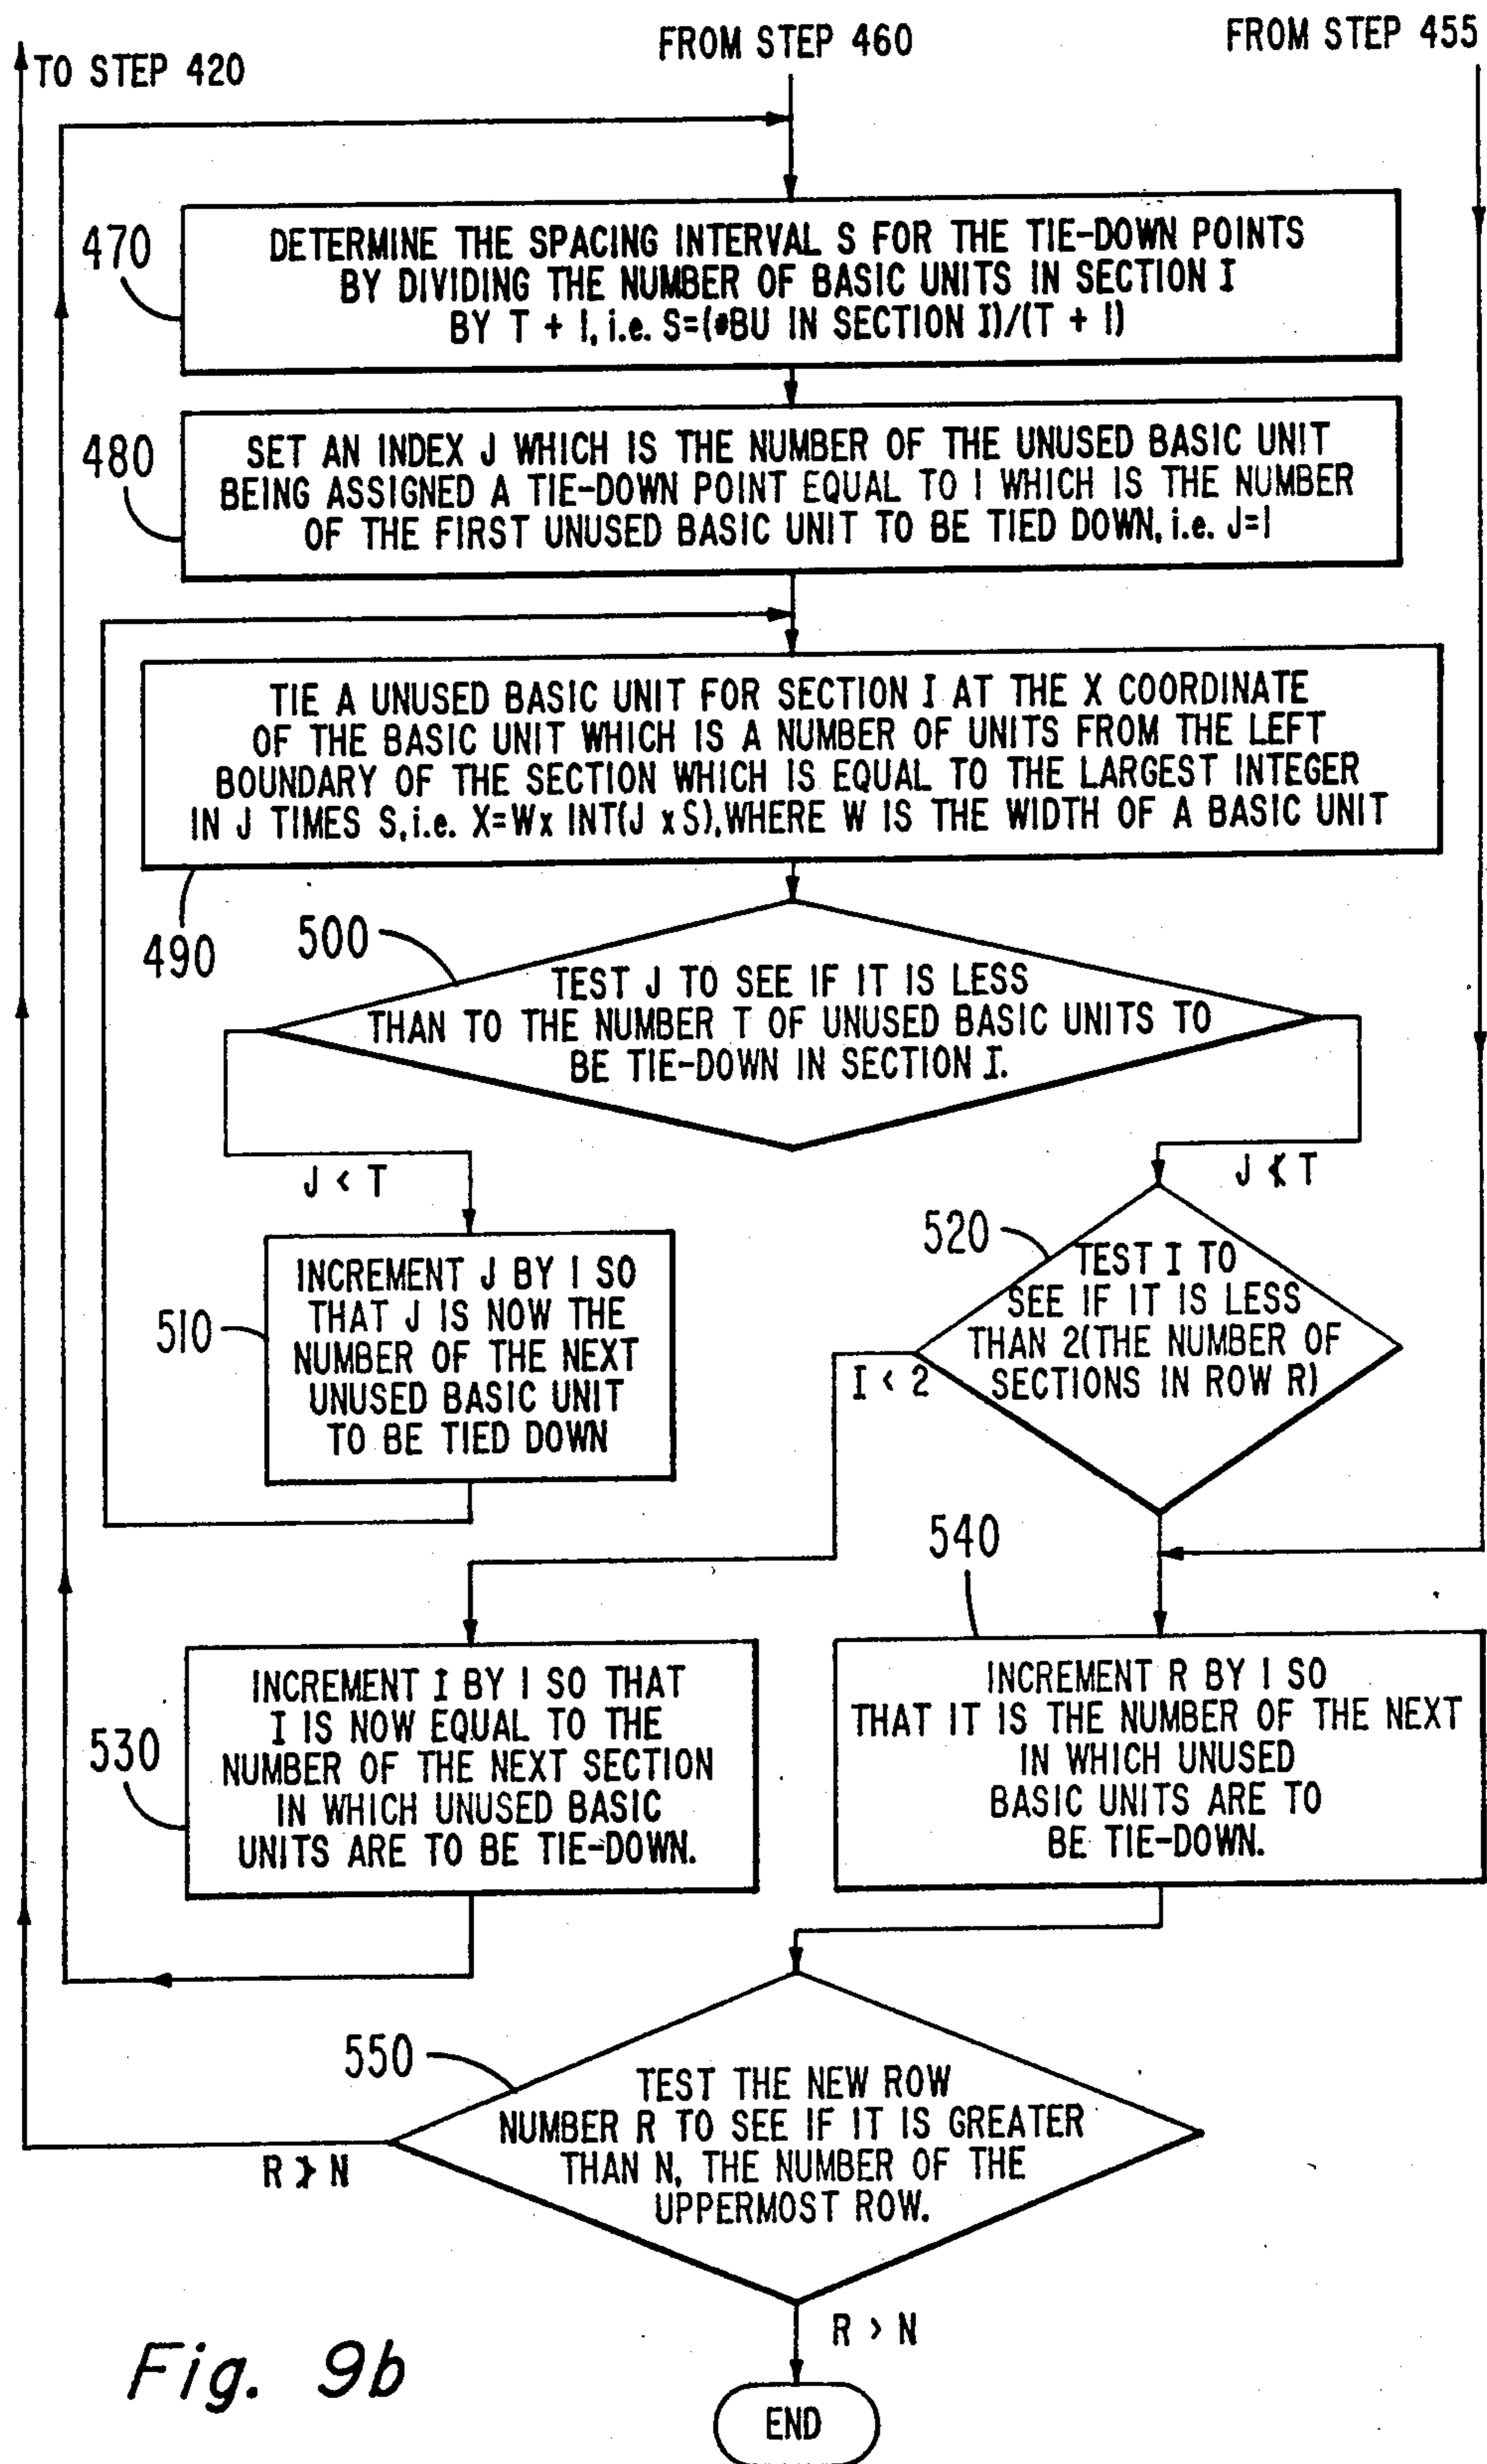 TO STEP 420
FROM STEP 460
FROM STEP 455
470
DETERMINE THE SPACING INTERVAL S FOR THE TIE-DOWN POINTS
BY DIVIDING THE NUMBER OF BASIC UNITS IN SECTION I
BY T + 1, i.e. S=(#BU IN SECTION I)/(T + 1)
480
SET AN INDEX J WHICH IS THE NUMBER OF THE UNUSED BASIC UNIT
BEING ASSIGNED A TIE-DOWN POINT EQUAL TO 1 WHICH IS THE NUMBER
OF THE FIRST UNUSED BASIC UNIT TO BE TIED DOWN, i.e. J=1
TIE A UNUSED BASIC UNIT FOR SECTION I AT THE X COORDINATE
OF THE BASIC UNIT WHICH IS A NUMBER OF UNITS FROM THE LEFT
BOUNDARY OF THE SECTION WHICH IS EQUAL TO THE LARGEST INTEGER
IN J TIMES S, i.e. X=Wx INT(J xS), WHERE W IS THE WIDTH OF A BASIC UNIT
490
500
TEST J TO SEE IF IT IS LESS
THAN TO THE NUMBER T OF UNUSED BASIC UNITS TO
BE TIE-DOWN IN SECTION I.
J < T
J ≮ T
510
INCREMENT J BY 1 SO
THAT J IS NOW THE
NUMBER OF THE NEXT
UNUSED BASIC UNIT
TO BE TIED DOWN
520
TEST I TO
SEE IF IT IS LESS
THAN 2(THE NUMBER OF
SECTIONS IN ROW R)
I < 2
530
INCREMENT I BY 1 SO THAT
I IS NOW EQUAL TO THE
NUMBER OF THE NEXT SECTION
IN WHICH UNUSED BASIC
UNITS ARE TO BE TIE-DOWN.
540
INCREMENT R BY 1 SO
THAT IT IS THE NUMBER OF THE NEXT
IN WHICH UNUSED
BASIC UNITS ARE TO
BE TIE-DOWN.
550
TEST THE NEW ROW
NUMBER R TO SEE IF IT IS GREATER
THAN N, THE NUMBER OF THE
UPPERMOST ROW.
R ≯ N
R > N
END
Fig. 9b